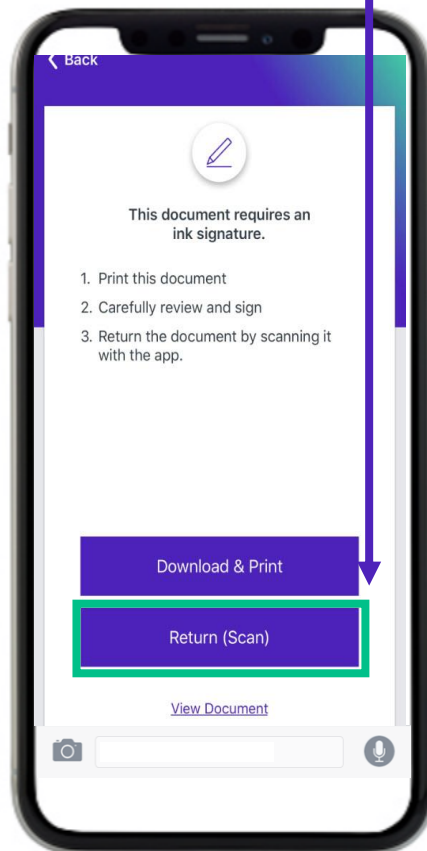 Back
This document requires an
ink signature.
1. Print this document
2. Carefully review and sign
3. Return the document by scanning it
with the app.
Download & Print
Return (Scan)
View Document